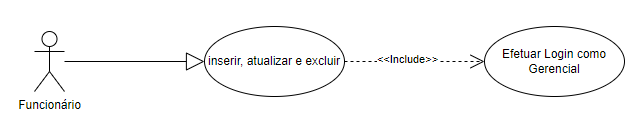 inserir, atualizar e excluir
<<Include>>
Efetuar Login como
Gerencial
Funcionário